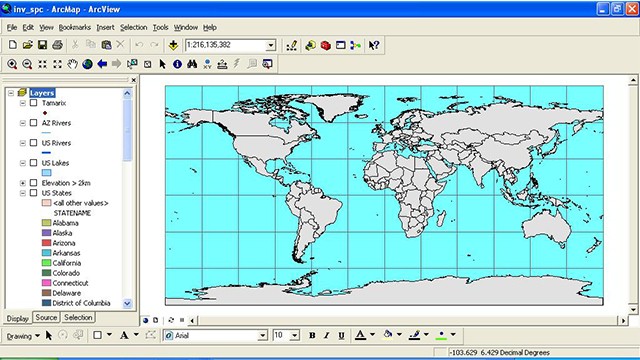 inv_spc - ArcMap - ArcView
File Edit View Bookmarks Insert Selection Tools Window Help
1:216,135,382
Layers
Tamarix
AZ Rivers
US Rivers
US Lakes
Elevation > 2km
US States
<all other values>
STATENAME
Alabama
Alaska
Arizona
Arkansas
California
Colorado
Connecticut
Delaware
District of Columbia
Display Source Selection
Drawing A Arial 10 B I U A
-103.629 6.429 Decimal Degrees